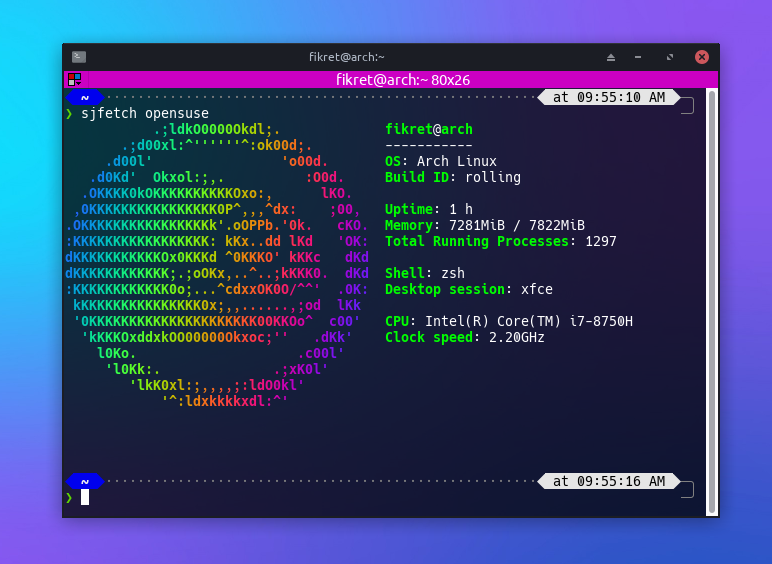 fikret@arch:~
fikret@arch:~ 80x26
~ at 09:55:10 AM
❯ sjfetch opensuse
.;ldkO0000Okdl;.
.;d00xl:^''''''^:ok00d;.
.d00l' 'o00d.
.d0Kd' Okxol:;,. :O0d.
.OKKKK0kOKKKKKKKKKKOxo:, lKO.
,0KKKKKKKKKKKKKKKK0P^,,,^dx: ;00,
.OKKKKKKKKKKKKKKKKKk'.oOPPb.'0k. cKO.
:KKKKKKKKKKKKKKKKK: kKx..dd lKd 'OK:
dKKKKKKKKKKKOx0KKKd ^0KKKO' kKKc dKd
dKKKKKKKKKKKK;.;oOKx,..^..;kKKK0. dKd
:KKKKKKKKKKKK0o;...^cdxxOK0O/^^' .0K:
kKKKKKKKKKKKKKKK0x;,,......,;od lKk
'0KKKKKKKKKKKKKKKKKKKKK00KKOo^ c00'
'kKKKOxddxkOO00000Okxoc;'' .dKk'
l0Ko. .c00l'
'l0Kk:. .;xK0l'
'lkK0xl:;,,,,;:ldO0kl'
'^:ldxkkkkxdl:^'
fikret@arch
-----------
OS: Arch Linux
Build ID: rolling
Uptime: 1 h
Memory: 7281MiB / 7822MiB
Total Running Processes: 1297
Shell: zsh
Desktop session: xfce
CPU: Intel(R) Core(TM) i7-8750H
Clock speed: 2.20GHz
~ at 09:55:16 AM
❯